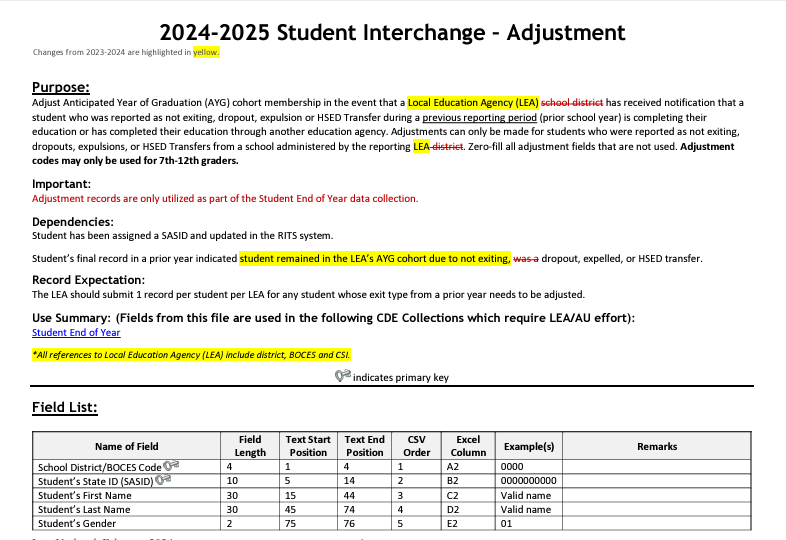 2024-2025 Student Interchange – Adjustment
Changes from 2023-2024 are highlighted in yellow.
Purpose:
Adjust Anticipated Year of Graduation (AYG) cohort membership in the event that a Local Education Agency (LEA) school district has received notification that a
student who was reported as not exiting, dropout, expulsion or HSED Transfer during a previous reporting period (prior school year) is completing their
education or has completed their education through another education agency. Adjustments can only be made for students who were reported as not exiting,
dropouts, expulsions, or HSED Transfers from a school administered by the reporting LEA district. Zero-fill all adjustment fields that are not used. Adjustment
codes may only be used for 7th-12th graders.
Important:
Adjustment records are only utilized as part of the Student End of Year data collection.
Dependencies:
Student has been assigned a SASID and updated in the RITS system.
Student's final record in a prior year indicated student remained in the LEA's AYG cohort due to not exiting, was a dropout, expelled, or HSED transfer.
Record Expectation:
The LEA should submit 1 record per student per LEA for any student whose exit type from a prior year needs to be adjusted.
Use Summary: (Fields from this file are used in the following CDE Collections which require LEA/AU effort):
Student End of Year
*All references to Local Education Agency (LEA) include district, BOCES and CSI.
indicates primary key
Field List:
Name of Field Field Length Text Start Position Text End Position CSV Order Excel Column Example(s) Remarks
School District/BOCES Code 4 1 4 1 A2 0000
Student's State ID (SASID) 10 5 14 2 B2 0000000000
Student's First Name 30 15 44 3 C2 Valid name
Student's Last Name 30 45 74 4 D2 Valid name
Student's Gender 2 75 76 5 E2 01